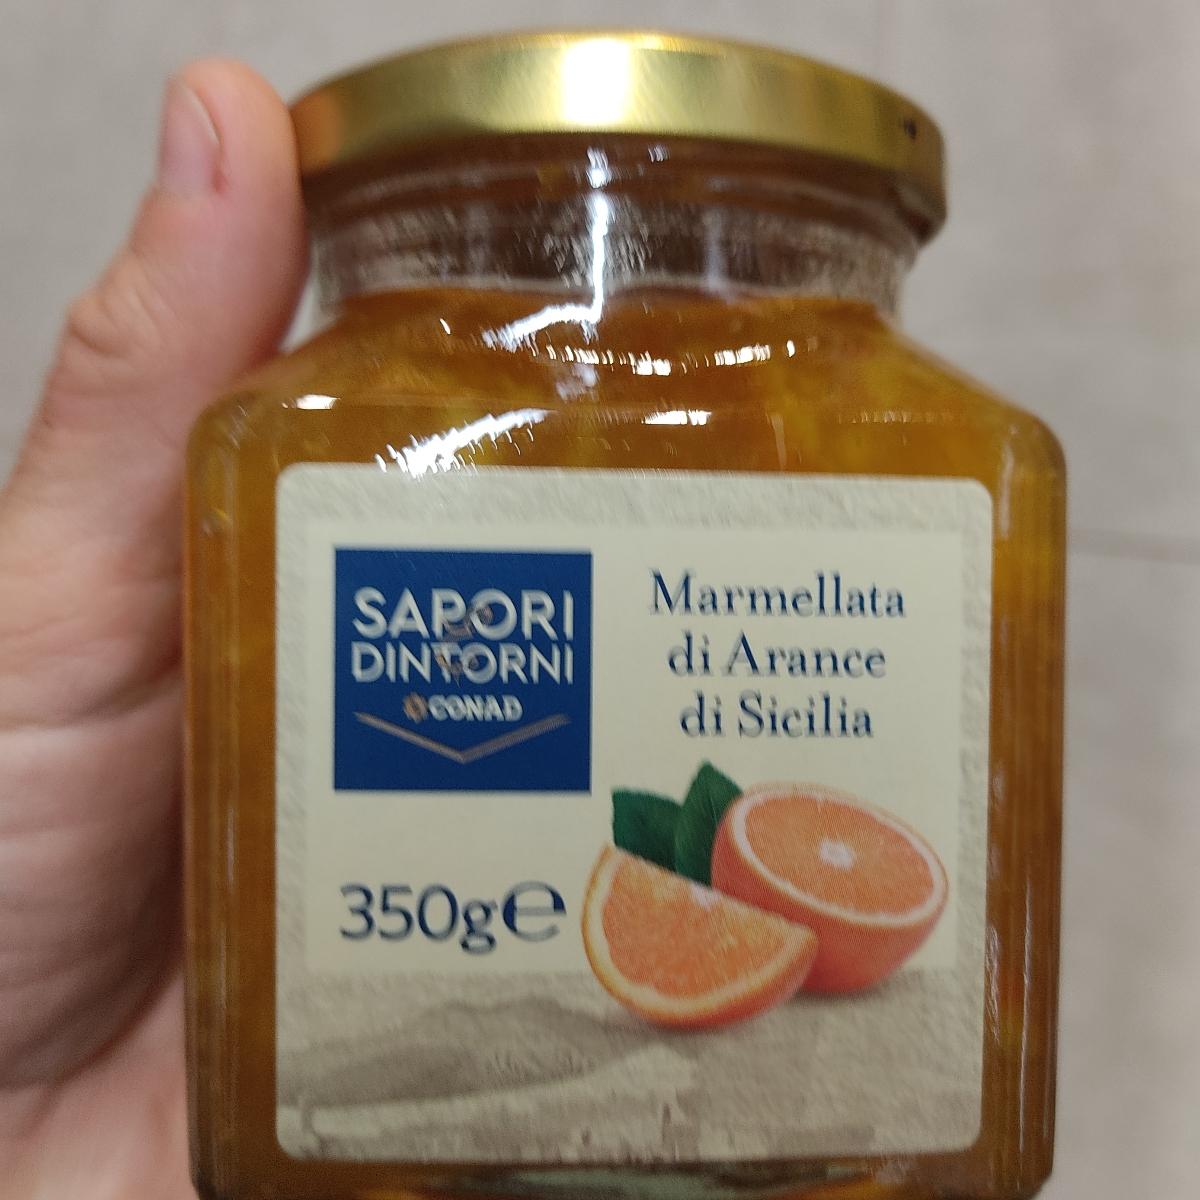 SAPORI
DINTORNI
CONAD
Marmellata
di Arance
di Sicilia
350g℮